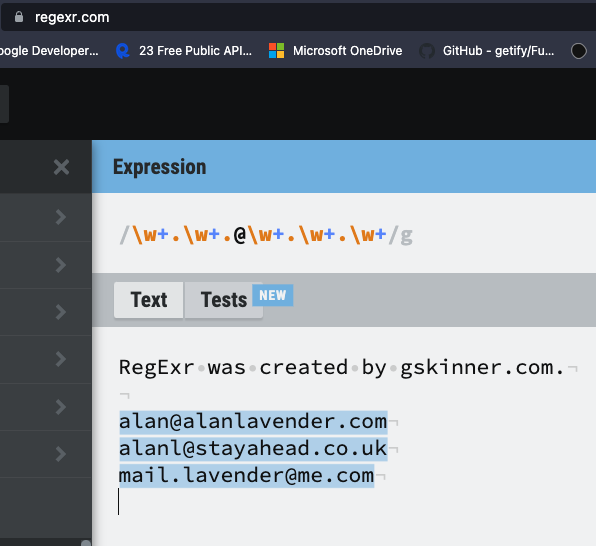 regexr.com
oogle Developer...
23 Free Public API...
Microsoft OneDrive
GitHub - getify/Fu...
Expression
/\w+.\w+.@\w+.\w+.\w+/g
Text
Tests
NEW
RegExr was created by gskinner.com.
alan@alanlavender.com
alanl@stayahead.co.uk
mail.lavender@me.com